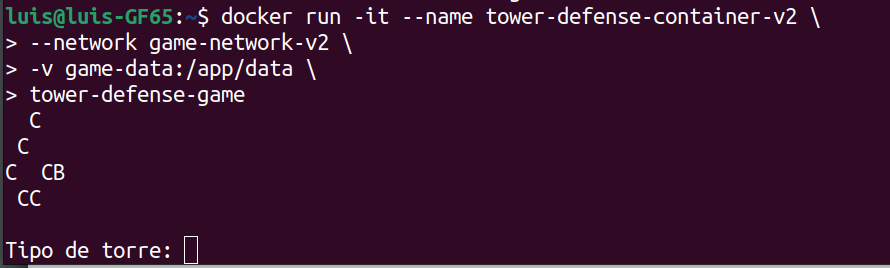 luis@luis-GF65:~$ docker run -it --name tower-defense-container-v2 \
> --network game-network-v2 \
> -v game-data:/app/data \
> tower-defense-game
  C
 C
C  CB
 CC

Tipo de torre: